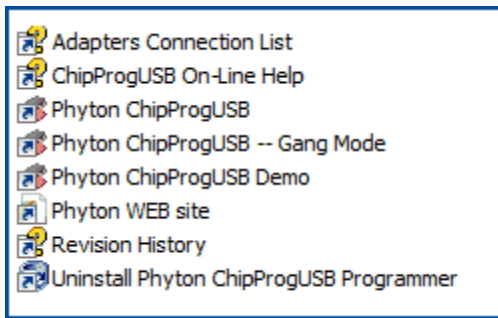 Adapters Connection List
ChipProgUSB On-Line Help
Phyton ChipProgUSB
Phyton ChipProgUSB -- Gang Mode
Phyton ChipProgUSB Demo
Phyton WEB site
Revision History
Uninstall Phyton ChipProgUSB Programmer